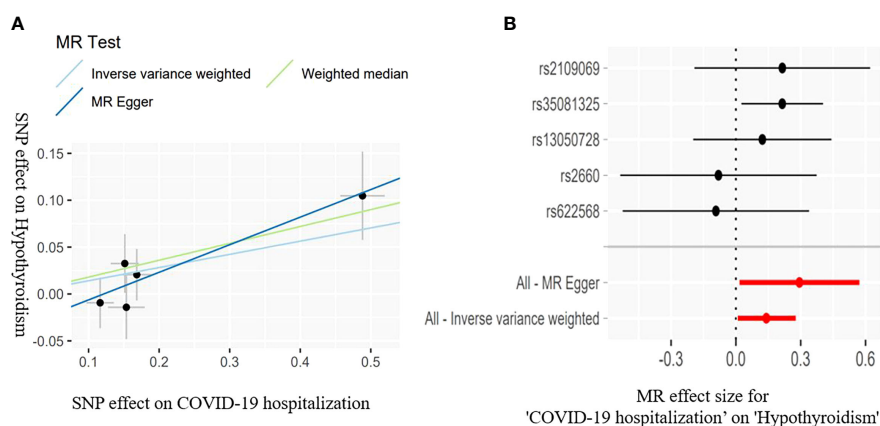 A
MR Test
Inverse variance weighted
Weighted median
MR Egger
SNP effect on Hypothyroidism
0.15
0.10
0.05
0.00
-0.05
0.1 0.2 0.3 0.4 0.5
SNP effect on COVID-19 hospitalization
B
rs2109069
rs35081325
rs13050728
rs2660
rs622568
All - MR Egger
All - Inverse variance weighted
-0.3 0.0 0.3 0.6
MR effect size for
'COVID-19 hospitalization’ on 'Hypothyroidism'